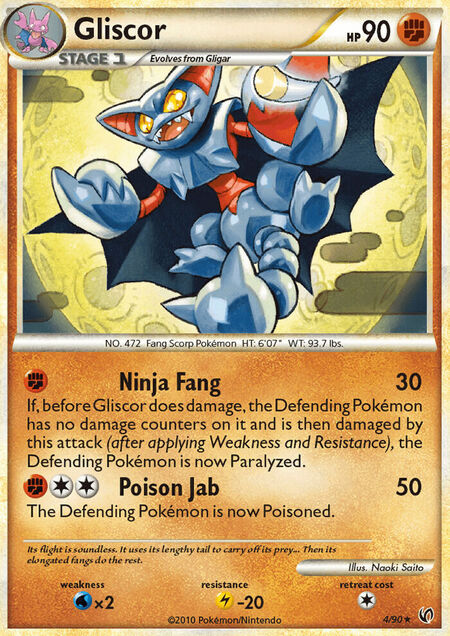 Gliscor
HP 90
STAGE 1
Evolves from Gligar
NO. 472 Fang Scorp Pokémon HT: 6'07" WT: 93.7 lbs.
Ninja Fang 30
If, before Gliscor does damage, the Defending Pokémon
has no damage counters on it and is then damaged by
this attack (after applying Weakness and Resistance), the
Defending Pokémon is now Paralyzed.
Poison Jab 50
The Defending Pokémon is now Poisoned.
Its flight is soundless. It uses its lengthy tail to carry off its prey... Then its
elongated fangs do the rest.
Illus. Naoki Saito
weakness resistance retreat cost
×2 -20
©2010 Pokémon/Nintendo 4/90★